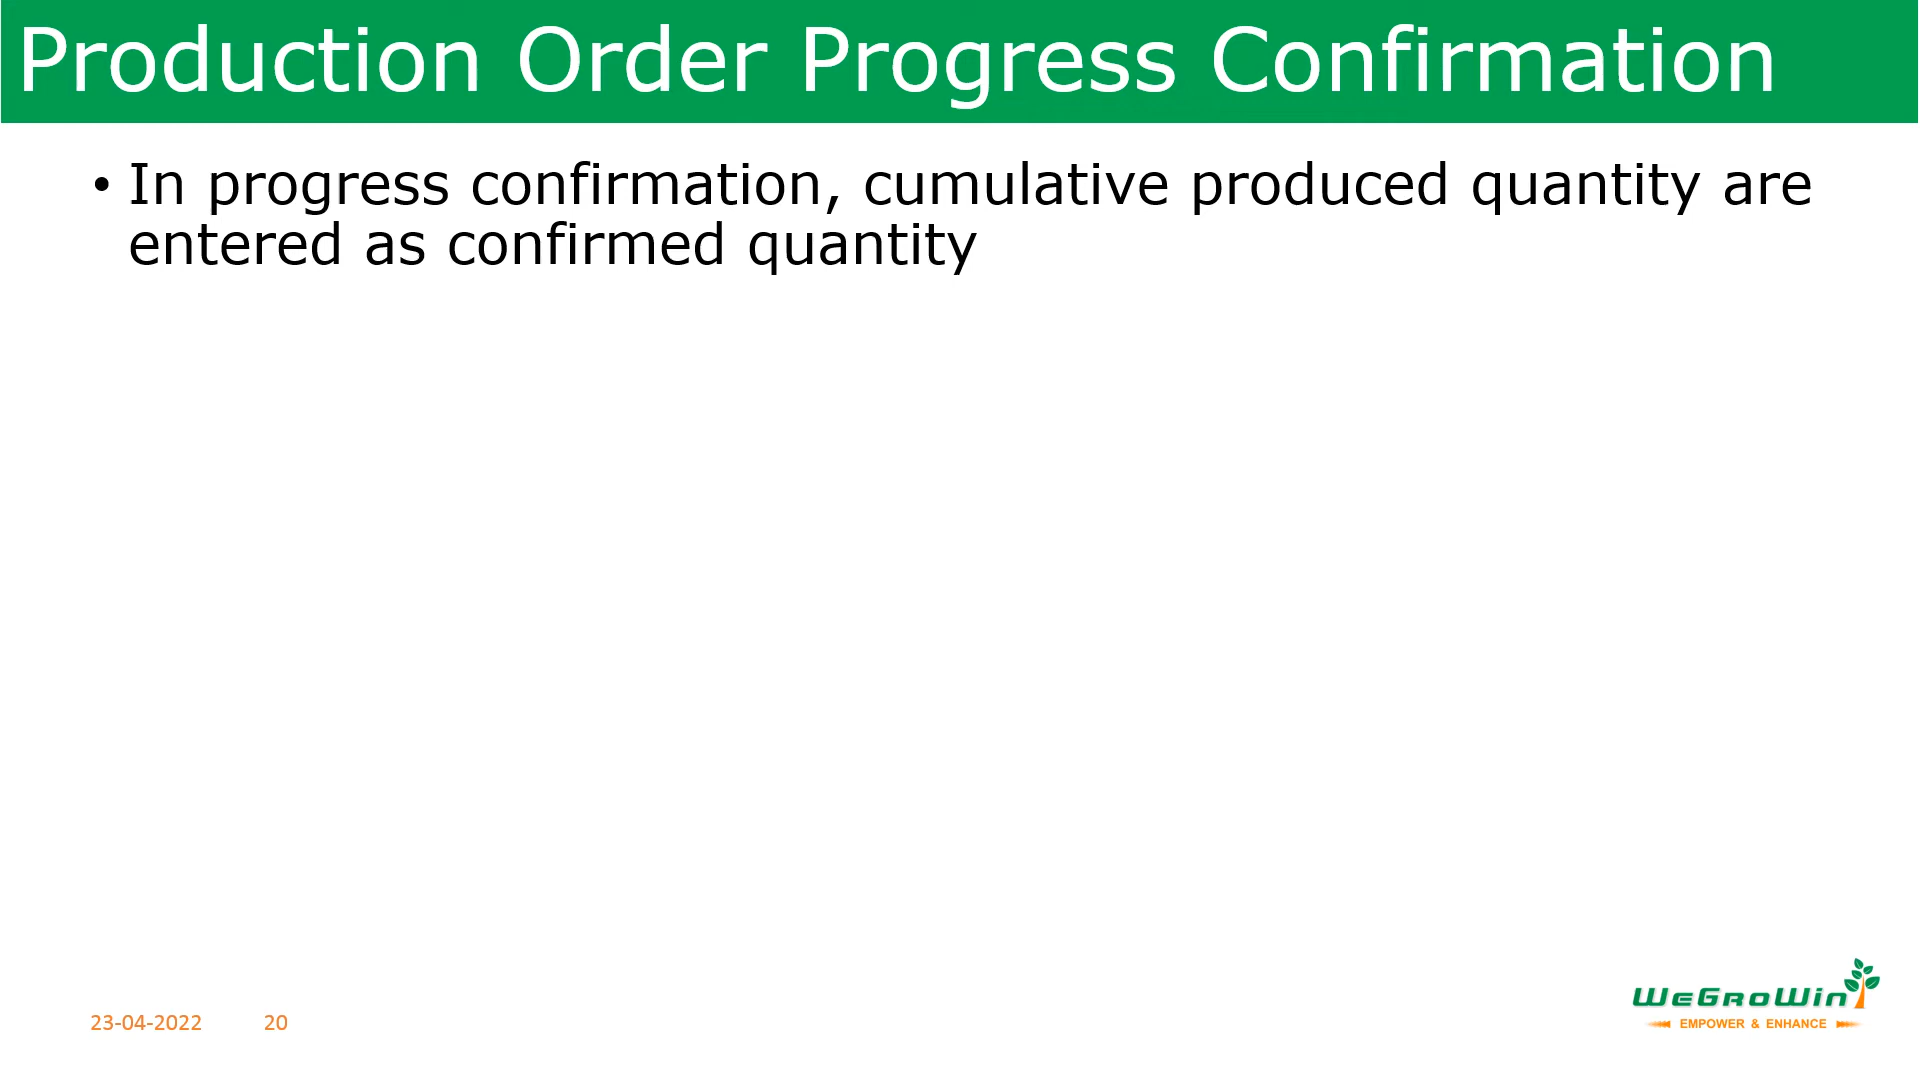 Production Order Progress Confirmation
• In progress confirmation, cumulative produced quantity are
entered as confirmed quantity
23-04-2022 20
WeGroWin
EMPOWER & ENHANCE